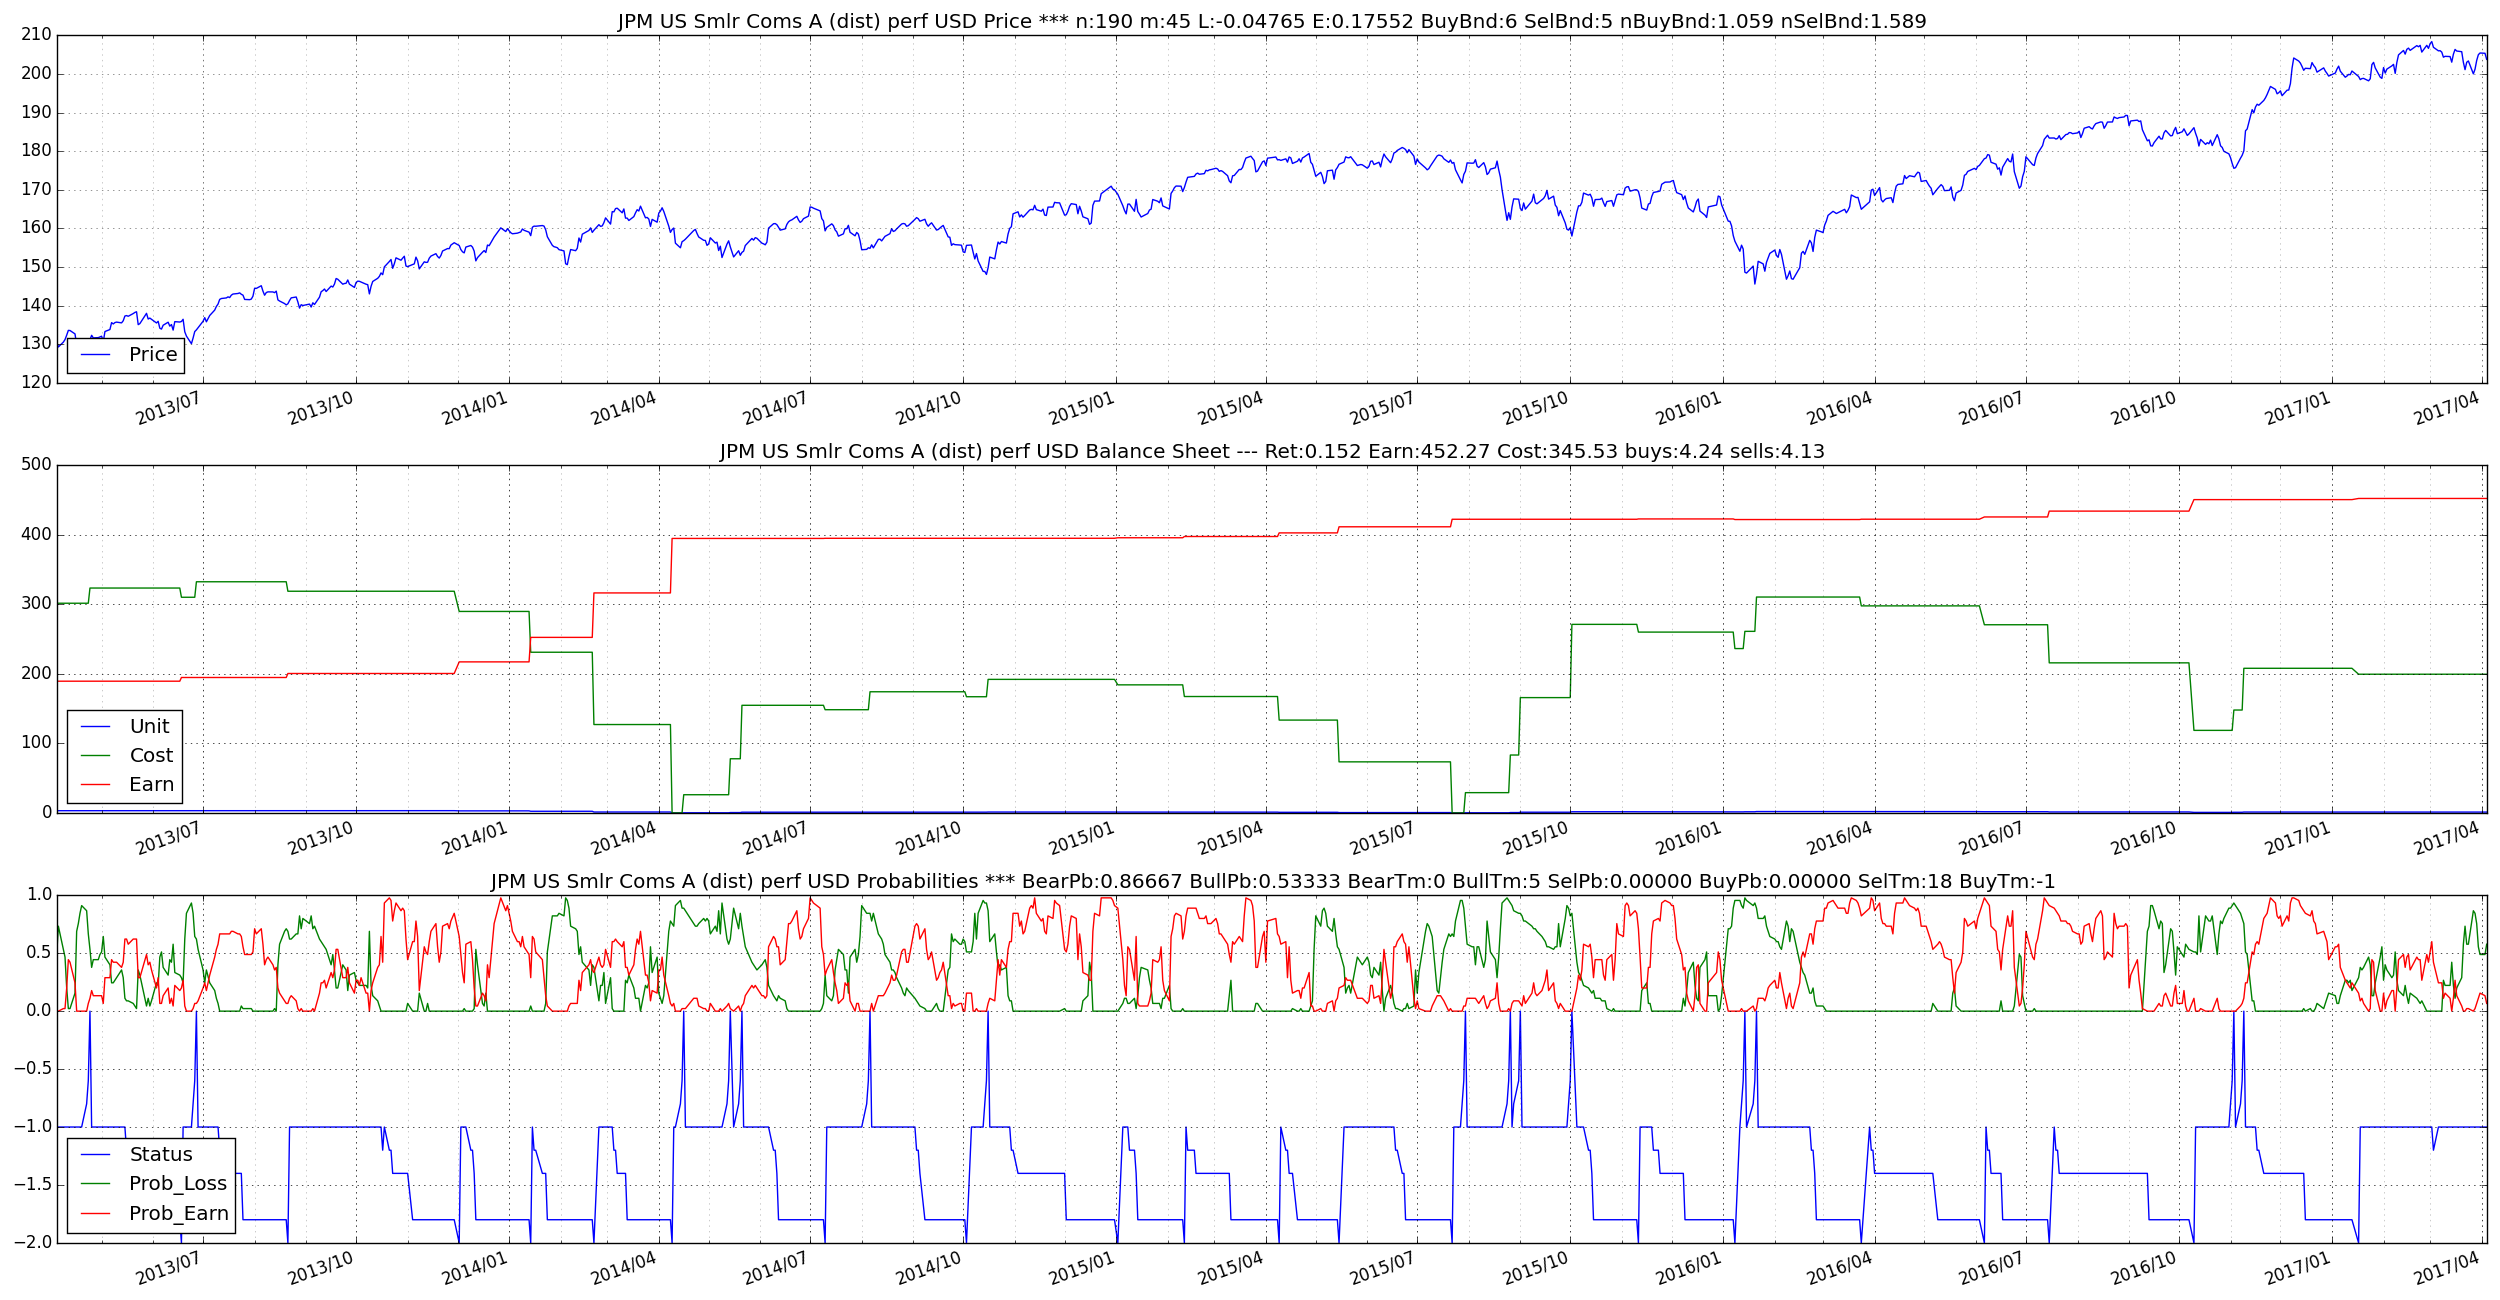 JPM US Smlr Coms A (dist) perf USD Price *** n:190 m:45 L:-0.04765 E:0.17552 BuyBnd:6 SelBnd:5 nBuyBnd:1.059 nSelBnd:1.589
210
200
190
180
170
160
150
140
130
120
Price
2013/07 2013/10 2014/01 2014/04 2014/07 2014/10 2015/01 2015/04 2015/07 2015/10 2016/01 2016/04 2016/07 2016/10 2017/01 2017/04
JPM US Smlr Coms A (dist) perf USD Balance Sheet --- Ret:0.152 Earn:452.27 Cost:345.53 buys:4.24 sells:4.13
500
400
300
200
100
0
Unit
Cost
Earn
2013/07 2013/10 2014/01 2014/04 2014/07 2014/10 2015/01 2015/04 2015/07 2015/10 2016/01 2016/04 2016/07 2016/10 2017/01 2017/04
JPM US Smlr Coms A (dist) perf USD Probabilities *** BearPb:0.86667 BullPb:0.53333 BearTm:0 BullTm:5 SelPb:0.00000 BuyPb:0.00000 SelTm:18 BuyTm:-1
1.0
0.5
0.0
−0.5
−1.0
−1.5
−2.0
Status
Prob_Loss
Prob_Earn
2013/07 2013/10 2014/01 2014/04 2014/07 2014/10 2015/01 2015/04 2015/07 2015/10 2016/01 2016/04 2016/07 2016/10 2017/01 2017/04